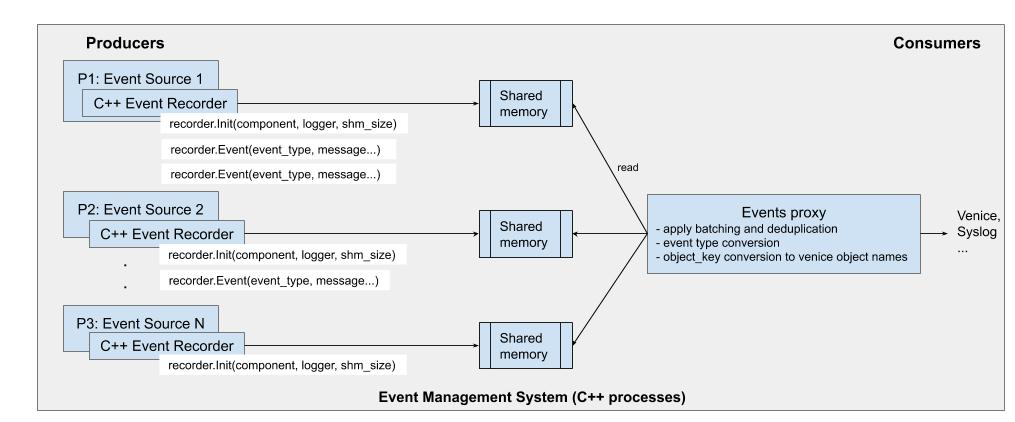 Producers
Consumers
P1: Event Source 1
C++ Event Recorder
recorder.Init(component, logger, shm_size)
recorder.Event(event_type, message...)
recorder.Event(event_type, message...)
Shared
memory
read
P2: Event Source 2
C++ Event Recorder
recorder.Init(component, logger, shm_size)
recorder.Event(event_type, message...)
.
.
Shared
memory
Events proxy
- apply batching and deduplication
- event type conversion
- object_key conversion to venice object names
Venice,
Syslog
...
P3: Event Source N
C++ Event Recorder
recorder.Init(component, logger, shm_size)
Shared
memory
Event Management System (C++ processes)